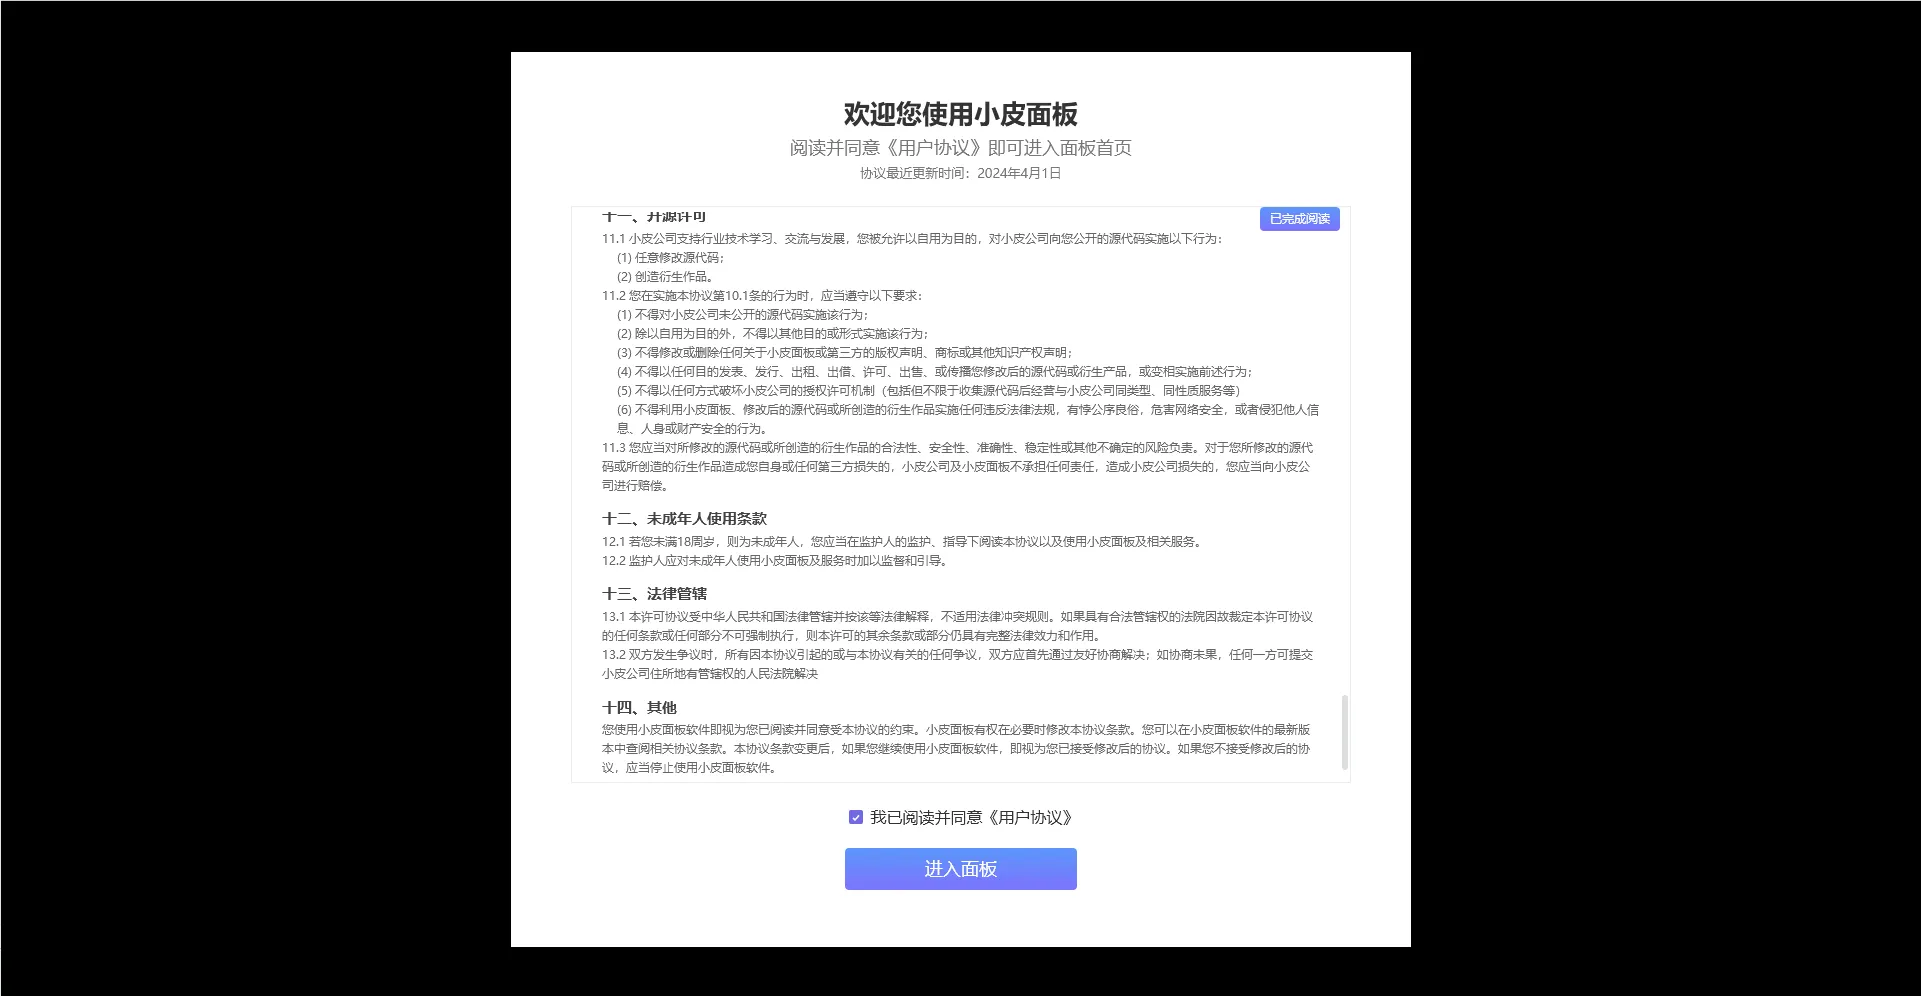 欢迎您使用小皮面板
阅读并同意《用户协议》即可进入面板首页
协议最近更新时间：2024年4月1日
十一、开源许可
已完成阅读
11.1 小皮公司支持行业技术学习、交流与发展，您被允许以自用为目的，对小皮公司向您公开的源代码实施以下行为：
(1) 任意修改源代码；
(2) 创造衍生作品。
11.2 您在实施本协议第10.1条的行为时，应当遵守以下要求：
(1) 不得对小皮公司未公开的源代码实施该行为；
(2) 除以自用为目的外，不得以其他目的或形式实施该行为；
(3) 不得修改或删除任何关于小皮面板或第三方的版权声明、商标或其他知识产权声明；
(4) 不得以任何目的发表、发行、出租、出借、许可、出售、或传播您修改后的源代码或衍生产品，或变相实施前述行为；
(5) 不得以任何方式破坏小皮公司的授权许可机制（包括但不限于收集源代码后经营与小皮公司同类型、同性质服务等）
(6) 不得利用小皮面板、修改后的源代码或所创造的衍生作品实施任何违反法律法规，有悖公序良俗，危害网络安全，或者侵犯他人信
息、人身或财产安全的行为。
11.3 您应当对所修改的源代码或所创造的衍生作品的合法性、安全性、准确性、稳定性或其他不确定的风险负责。对于您所修改的源代
码或所创造的衍生作品造成您自身或任何第三方损失的，小皮公司及小皮面板不承担任何责任，造成小皮公司损失的，您应当向小皮公
司进行赔偿。
十二、未成年人使用条款
12.1 若您未满18周岁，则为未成年人，您应当在监护人的监护、指导下阅读本协议以及使用小皮面板及相关服务。
12.2 监护人应对未成年人使用小皮面板及服务时加以监督和引导。
十三、法律管辖
13.1 本许可协议受中华人民共和国法律管辖并按该等法律解释，不适用法律冲突规则。如果具有合法管辖权的法院因故裁定本许可协议
的任何条款或任何部分不可强制执行，则本许可的其余条款或部分仍具有完整法律效力和作用。
13.2 双方发生争议时，所有因本协议引起的或与本协议有关的任何争议，双方应首先通过友好协商解决；如协商未果，任何一方可提交
小皮公司住所地有管辖权的人民法院解决
十四、其他
您使用小皮面板软件即视为您已阅读并同意受本协议的约束。小皮面板有权在必要时修改本协议条款。您可以在小皮面板软件的最新版
本中查阅相关协议条款。本协议条款变更后，如果您继续使用小皮面板软件，即视为您已接受修改后的协议。如果您不接受修改后的协
议，应当停止使用小皮面板软件。
我已阅读并同意《用户协议》
进入面板